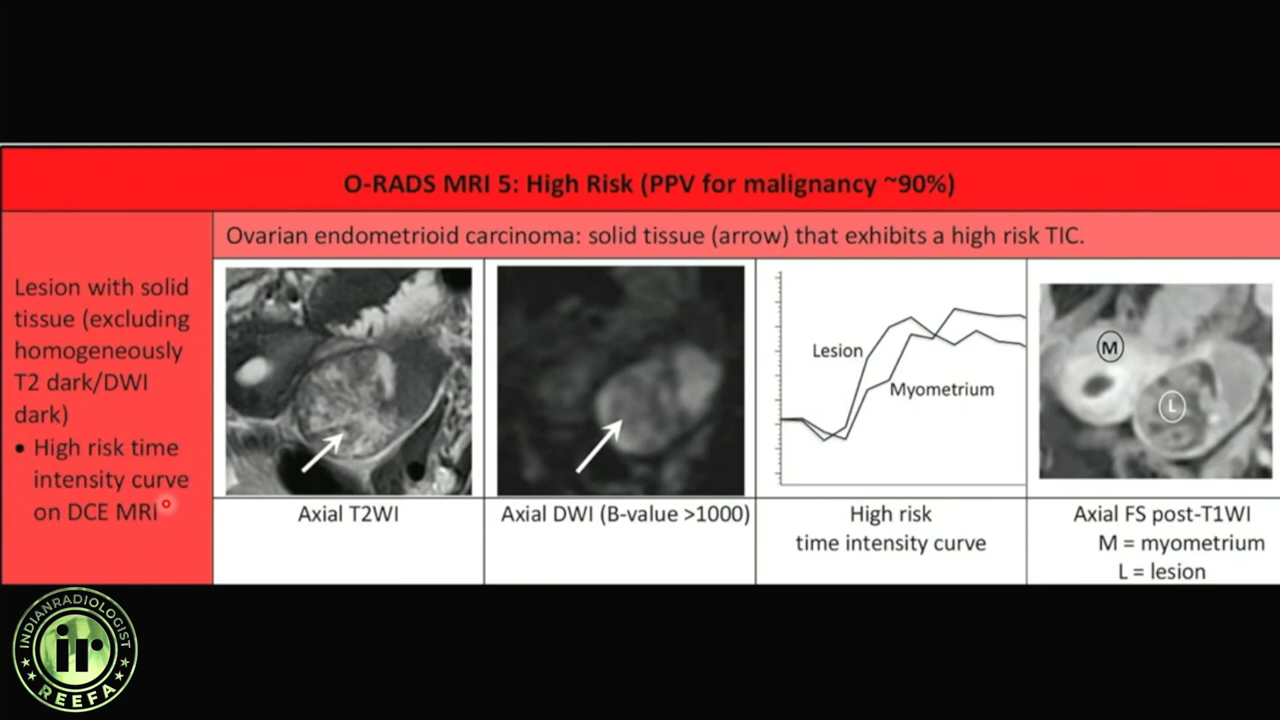 O-RADS MRI 5: High Risk (PPV for malignancy ~90%)
Ovarian endometrioid carcinoma: solid tissue (arrow) that exhibits a high risk TIC.
Lesion with solid
tissue (excluding
homogeneously
T2 dark/DWI
dark)
• High risk time
intensity curve
on DCE MRI
Lesion
Myometrium
M
L
Axial T2WI
Axial DWI (B-value >1000)
High risk
time intensity curve
Axial FS post-T1WI
M = myometrium
L = lesion
INDIANRADIOLOGIST
ir
REEFA